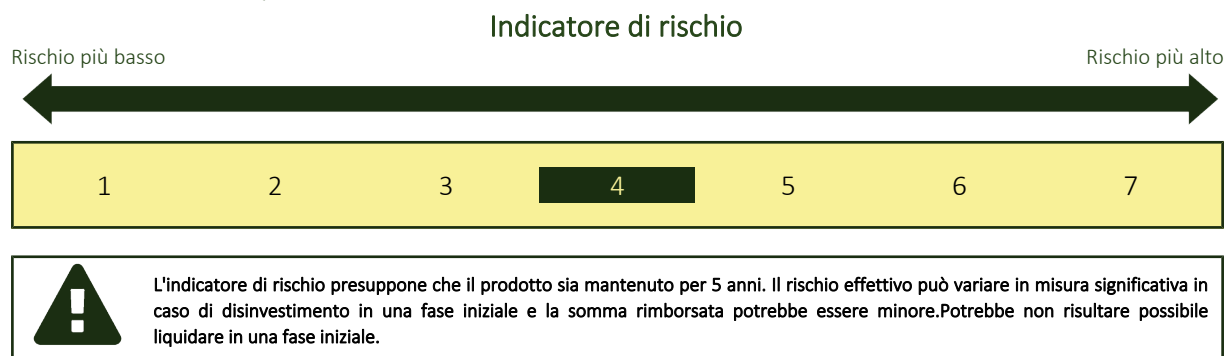 Indicatore di rischio
Rischio più basso
Rischio più alto
1 2 3 4 5 6 7
L'indicatore di rischio presuppone che il prodotto sia mantenuto per 5 anni. Il rischio effettivo può variare in misura significativa in
caso di disinvestimento in una fase iniziale e la somma rimborsata potrebbe essere minore.Potrebbe non risultare possibile
liquidare in una fase iniziale.